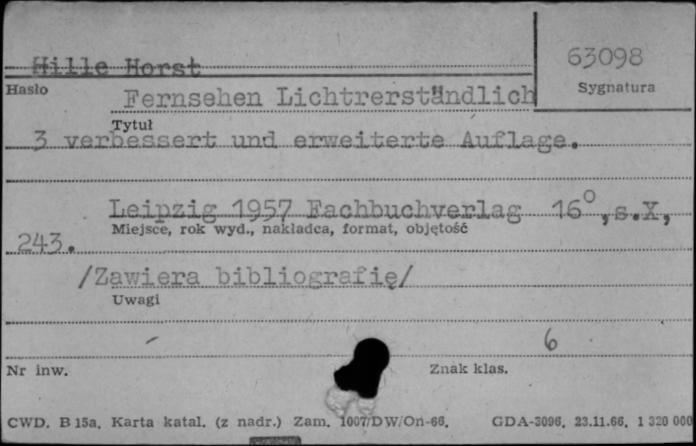 63098
Hille Horst
Hasło
Sygnatura
Fernsehen Lichtrerständlich
Tytuł
3 verbessert und erweiterte Auflage.
Leipzig 1957 Fachbuchverlag 16°, s.X,
Miejsce, rok wyd., nakładca, format, objętość
243.
/Zawiera bibliografię/
Uwagi
6
Nr inw.
Znak klas.
CWD. B 15a. Karta katal. (z nadr.) Zam. 1007/DW/On-66. GDA-3096. 23.11.66. 1 320 000